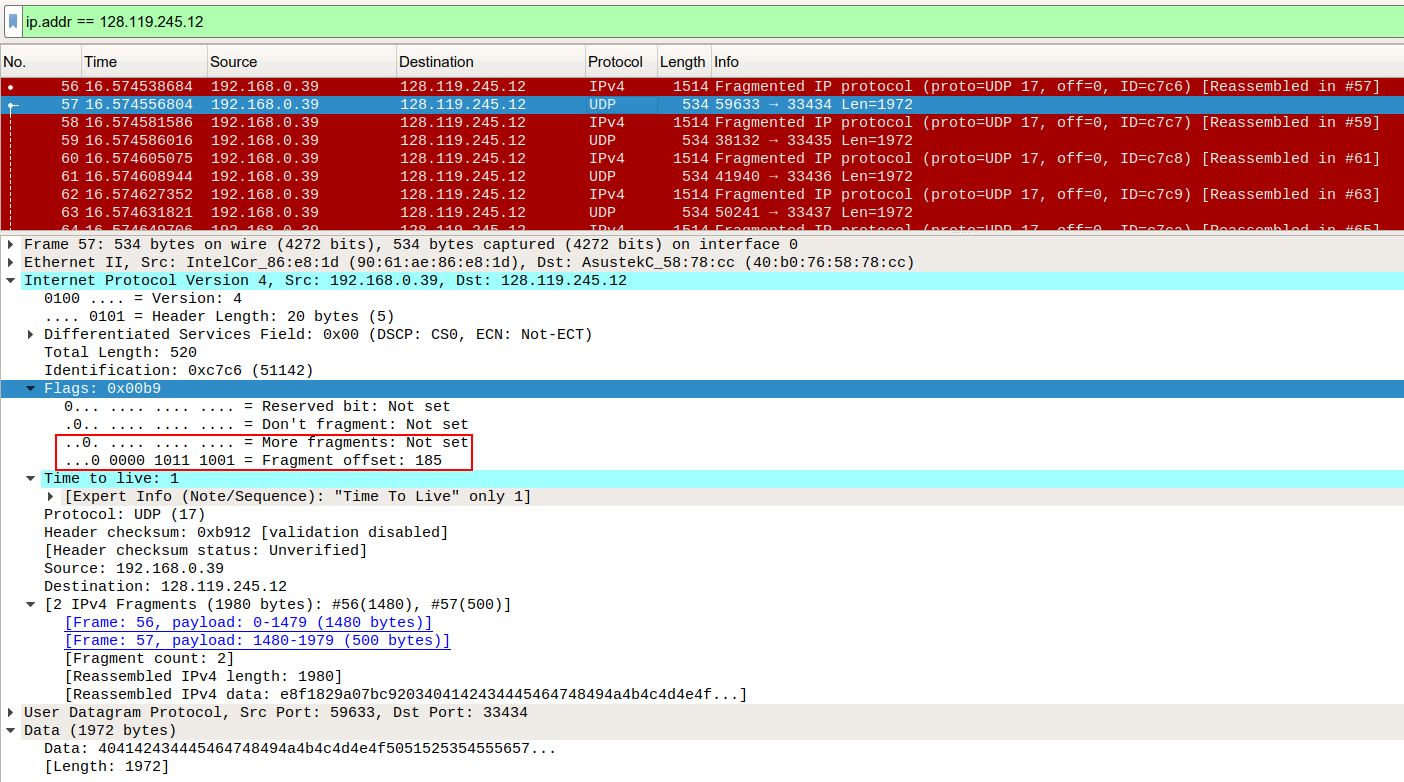 ip.addr == 128.119.245.12
No. Time Source Destination Protocol Length Info
56 16.574538684 192.168.0.39 128.119.245.12 IPv4 1514 Fragmented IP protocol (proto=UDP 17, off=0, ID=c7c6) [Reassembled in #57]
57 16.574556804 192.168.0.39 128.119.245.12 UDP 534 59633 → 33434 Len=1972
58 16.574581586 192.168.0.39 128.119.245.12 IPv4 1514 Fragmented IP protocol (proto=UDP 17, off=0, ID=c7c7) [Reassembled in #59]
59 16.574586016 192.168.0.39 128.119.245.12 UDP 534 38132 → 33435 Len=1972
60 16.574605075 192.168.0.39 128.119.245.12 IPv4 1514 Fragmented IP protocol (proto=UDP 17, off=0, ID=c7c8) [Reassembled in #61]
61 16.574608944 192.168.0.39 128.119.245.12 UDP 534 41940 → 33436 Len=1972
62 16.574627352 192.168.0.39 128.119.245.12 IPv4 1514 Fragmented IP protocol (proto=UDP 17, off=0, ID=c7c9) [Reassembled in #63]
63 16.574631821 192.168.0.39 128.119.245.12 UDP 534 50241 → 33437 Len=1972
64 16.574649706 192.168.0.39 128.119.245.12 IPv4 1514 Fragmented IP protocol (proto=UDP 17, off=0, ID=c7ca) [Reassembled in #65]
Frame 57: 534 bytes on wire (4272 bits), 534 bytes captured (4272 bits) on interface 0
Ethernet II, Src: IntelCor_86:e8:1d (90:61:ae:86:e8:1d), Dst: AsustekC_58:78:cc (40:b0:76:58:78:cc)
Internet Protocol Version 4, Src: 192.168.0.39, Dst: 128.119.245.12
0100 .... = Version: 4
.... 0101 = Header Length: 20 bytes (5)
Differentiated Services Field: 0x00 (DSCP: CS0, ECN: Not-ECT)
Total Length: 520
Identification: 0xc7c6 (51142)
Flags: 0x00b9
0... .... .... .... = Reserved bit: Not set
.0.. .... .... .... = Don't fragment: Not set
..0. .... .... .... = More fragments: Not set
...0 0000 1011 1001 = Fragment offset: 185
Time to live: 1
[Expert Info (Note/Sequence): "Time To Live" only 1]
Protocol: UDP (17)
Header checksum: 0xb912 [validation disabled]
[Header checksum status: Unverified]
Source: 192.168.0.39
Destination: 128.119.245.12
[2 IPv4 Fragments (1980 bytes): #56(1480), #57(500)]
[Frame: 56, payload: 0-1479 (1480 bytes)]
[Frame: 57, payload: 1480-1979 (500 bytes)]
[Fragment count: 2]
[Reassembled IPv4 length: 1980]
[Reassembled IPv4 data: e8f1829a07bc9203404142434445464748494a4b4c4d4e4f...]
User Datagram Protocol, Src Port: 59633, Dst Port: 33434
Data (1972 bytes)
Data: 404142434445464748494a4b4c4d4e4f5051525354555657...
[Length: 1972]